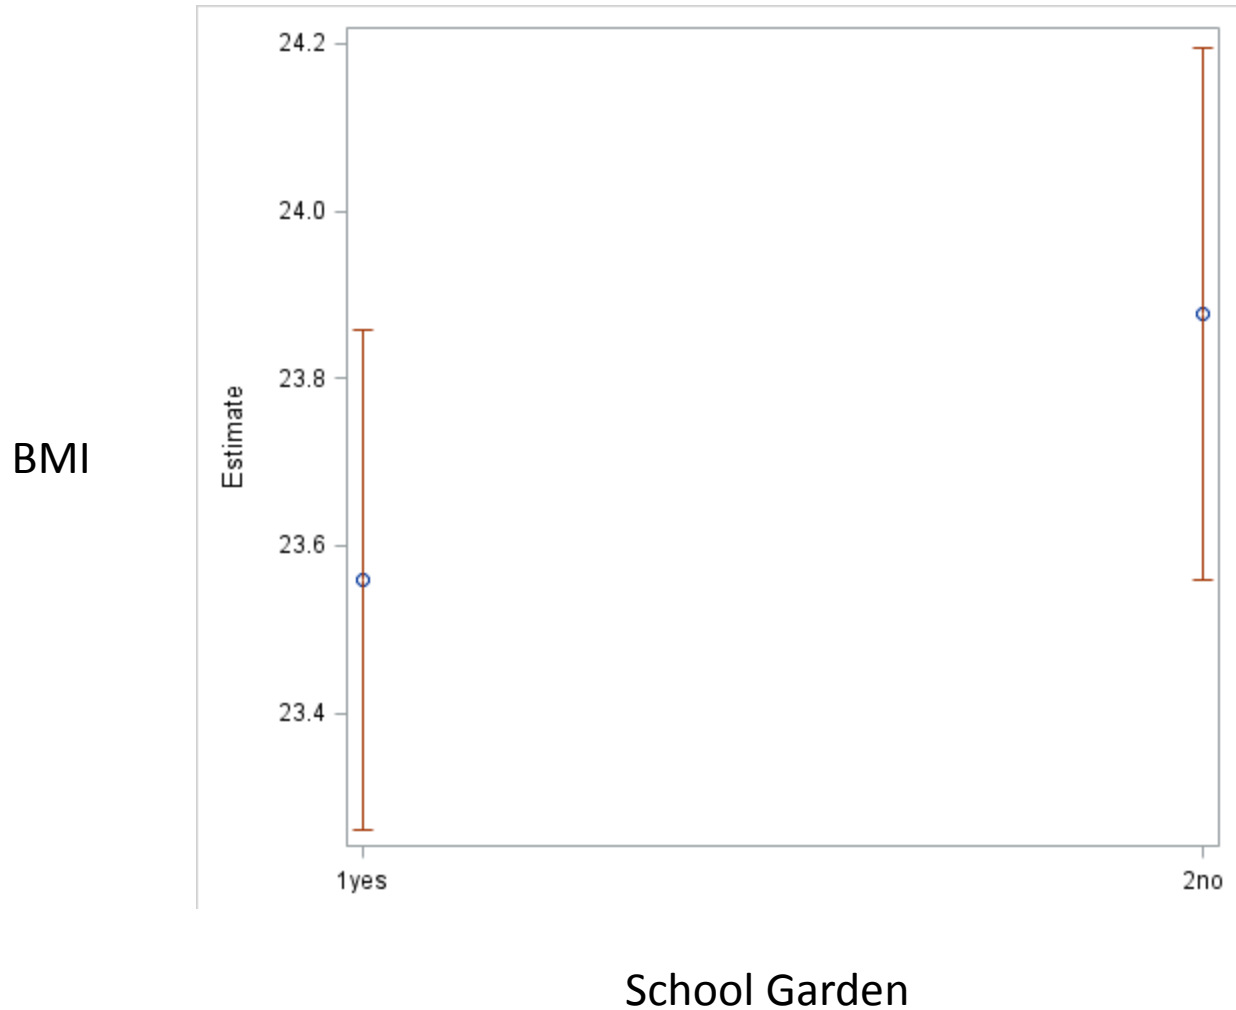 24.2
24.0
23.8
23.6
23.4
Estimate
BMI
1yes
2no
School Garden